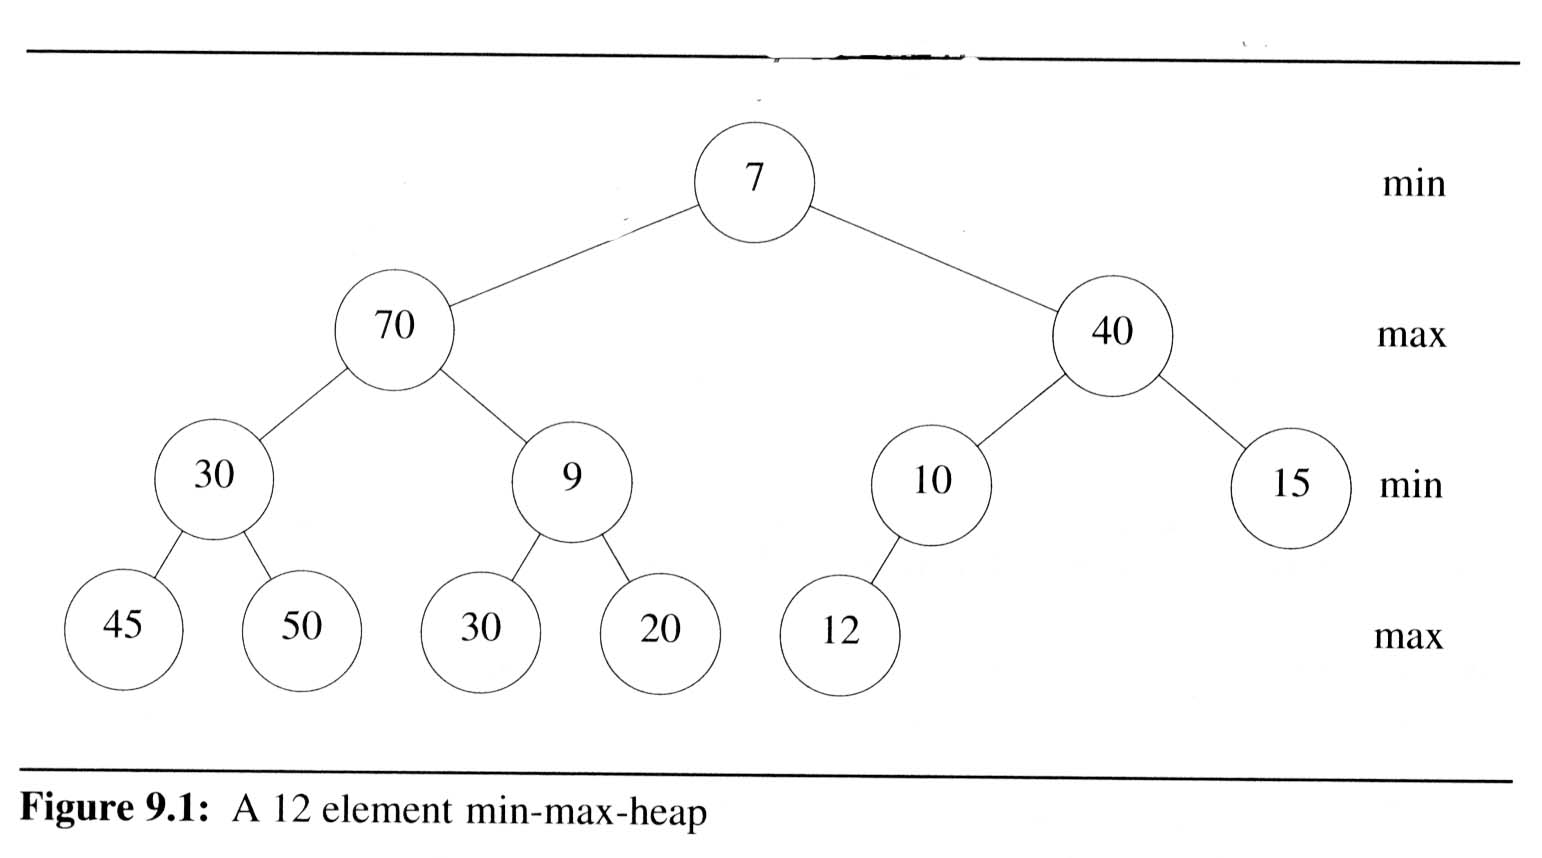 7 min
70 40 max
30 9 10 15 min
45 50 30 20 12 max
Figure 9.1: A 12 element min-max-heap